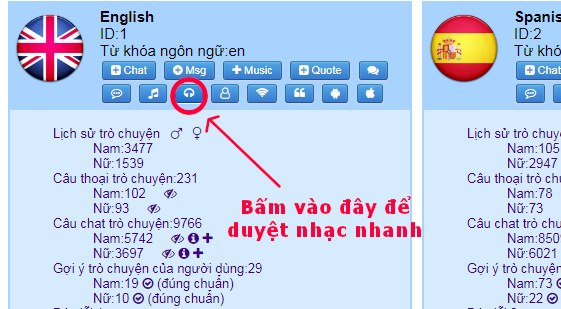 English
ID:1
Từ khóa ngôn ngữ:en
Chat Msg Music Quote
Lịch sử trò chuyện
Nam:3477
Nữ:1539
Câu thoại trò chuyện:231
Nam:102
Nữ:93
Câu chat trò chuyện:9766
Nam:5742
Nữ:3697
Gợi ý trò chuyện của người dùng:29
Nam:19 (đúng chuẩn)
Nữ:10 (đúng chuẩn)
Bấm vào đây để
duyệt nhạc nhanh
Spanis
ID:2
Từ khó
Chat
Lịch sử trò chuyệ
Nam:105
Nữ:2947
Câu thoại trò ch
Nam:78
Nữ:73
Câu chat trò chu
Nam:850
Nữ:6021
Gợi ý trò chuyện
Nam:73
Nữ:22